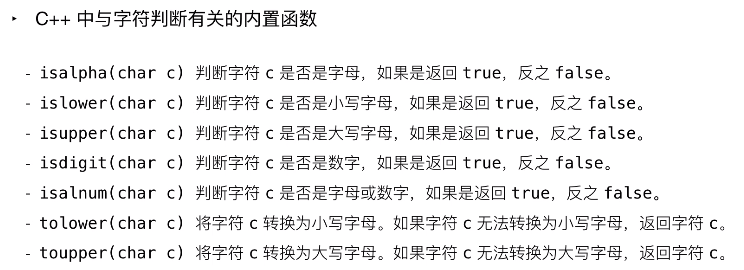 ‣ C++ 中与字符判断有关的内置函数
- isalpha(char c) 判断字符 c 是否是字母，如果是返回 true，反之 false。
- islower(char c) 判断字符 c 是否是小写字母，如果是返回 true，反之 false。
- isupper(char c) 判断字符 c 是否是大写字母，如果是返回 true，反之 false。
- isdigit(char c) 判断字符 c 是否是数字，如果是返回 true，反之 false。
- isalnum(char c) 判断字符 c 是否是字母或数字，如果是返回 true，反之 false。
- tolower(char c) 将字符 c 转换为小写字母。如果字符 c 无法转换为小写字母，返回字符 c。
- toupper(char c) 将字符 c 转换为大写字母。如果字符 c 无法转换为大写字母，返回字符 c。